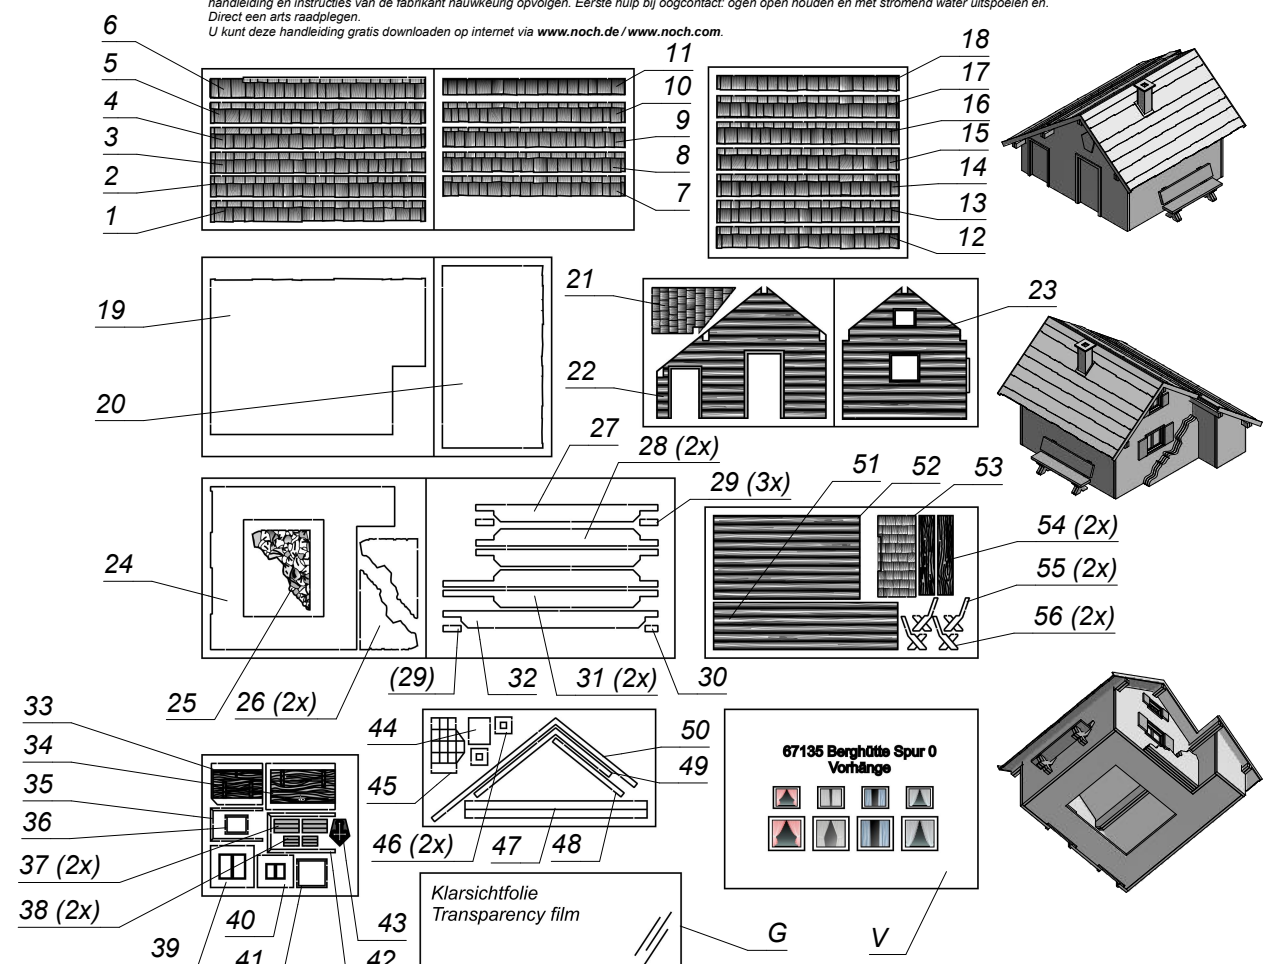 handleiding en instructies van de fabrikant nauwkeurig opvolgen. Eerste hulp bij oogcontact: ogen open houden en met stromend water uitspoelen en.
Direct een arts raadplegen.
U kunt deze handleiding gratis downloaden op internet via www.noch.de / www.noch.com.
6
5
4
3
2
1
11
10
9
8
7
18
17
16
15
14
13
12
19
20
21
22
23
24
25
26 (2x)
27
28 (2x)
29 (3x)
(29)
32
31 (2x)
30
51
52
53
54 (2x)
55 (2x)
56 (2x)
33
34
35
36
37 (2x)
38 (2x)
39
40
41
42
43
44
45
46 (2x)
47
48
49
50
67135 Berghütte Spur 0
Vorhänge
V
Klarsichtfolie
Transparency film
G